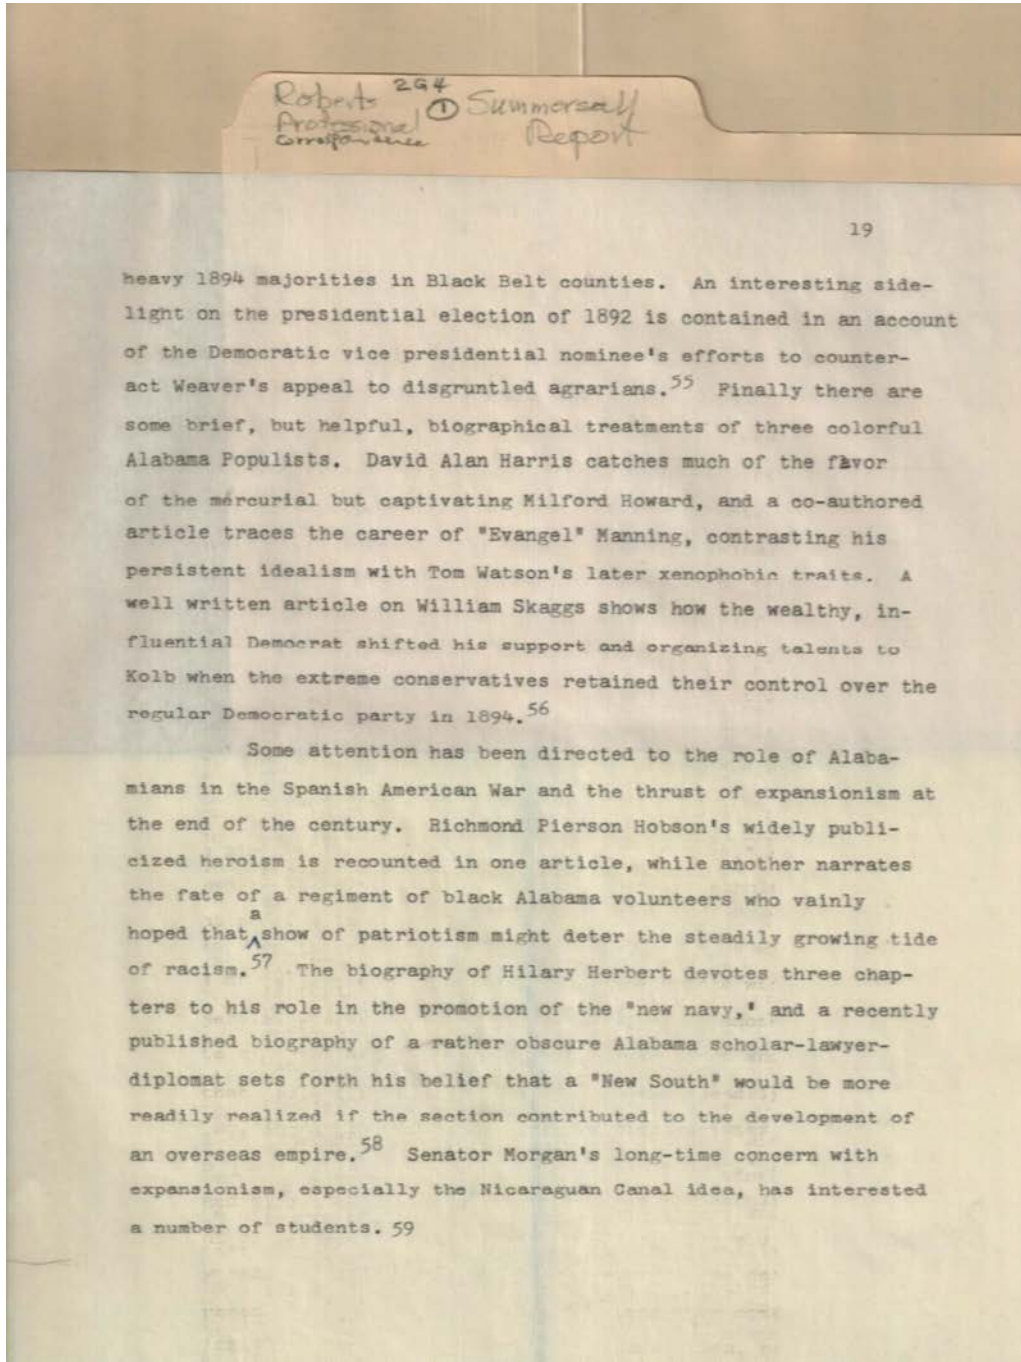 2G4
Roberts ① Summersell
Professional Report
Correspondence
19
heavy 1894 majorities in Black Belt counties. An interesting side-
light on the presidential election of 1892 is contained in an account
of the Democratic vice presidential nominee's efforts to counter-
act Weaver's appeal to disgruntled agrarians.55 Finally there are
some brief, but helpful, biographical treatments of three colorful
Alabama Populists. David Alan Harris catches much of the favor
of the mercurial but captivating Milford Howard, and a co-authored
article traces the career of "Evangel" Manning, contrasting his
persistent idealism with Tom Watson's later xenophobic traits. A
well written article on William Skaggs shows how the wealthy, in-
fluential Democrat shifted his support and organizing talents to
Kolb when the extreme conservatives retained their control over the
regular Democratic party in 1894.56
Some attention has been directed to the role of Alaba-
mians in the Spanish American War and the thrust of expansionism at
the end of the century. Richmond Pierson Hobson's widely publi-
cized heroism is recounted in one article, while another narrates
the fate of a regiment of black Alabama volunteers who vainly
a
hoped that^show of patriotism might deter the steadily growing tide
of racism.57 The biography of Hilary Herbert devotes three chap-
ters to his role in the promotion of the "new navy," and a recently
published biography of a rather obscure Alabama scholar-lawyer-
diplomat sets forth his belief that a "New South" would be more
readily realized if the section contributed to the development of
an overseas empire.58 Senator Morgan's long-time concern with
expansionism, especially the Nicaraguan Canal idea, has interested
a number of students. 59